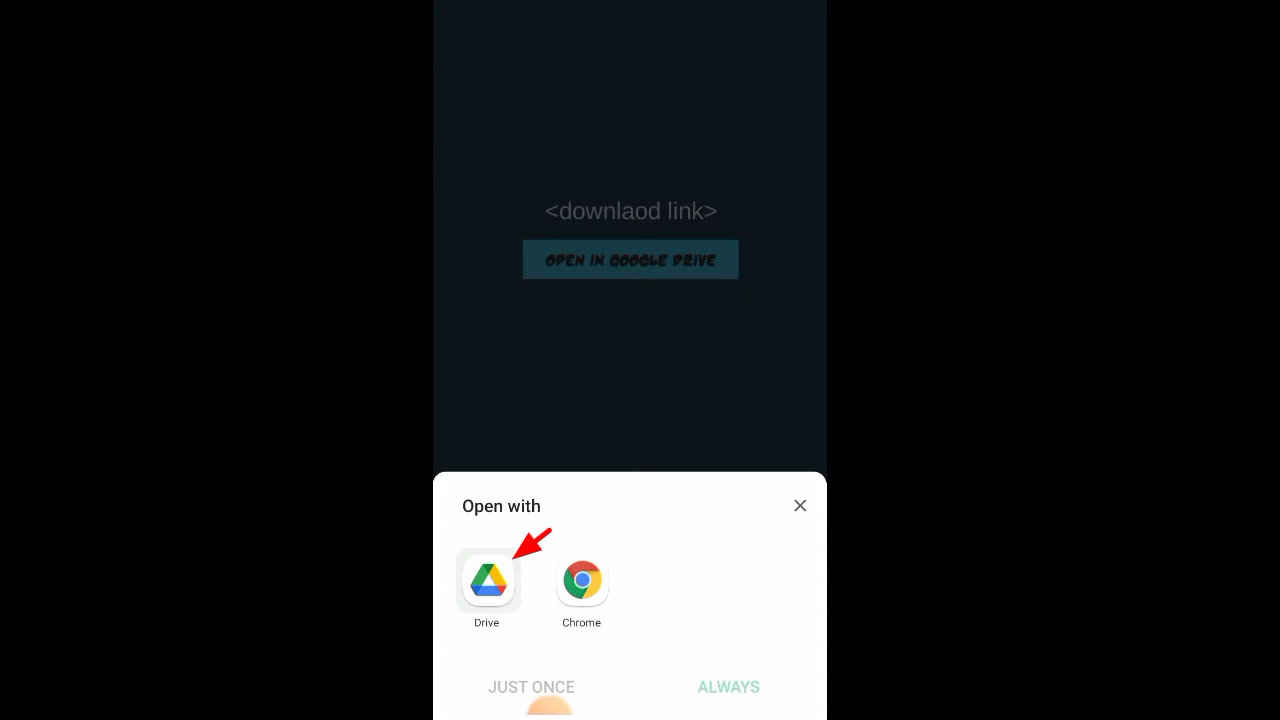 <downlaod link>
OPEN IN GOOGLE DRIVE
Open with
Drive
Chrome
JUST ONCE
ALWAYS